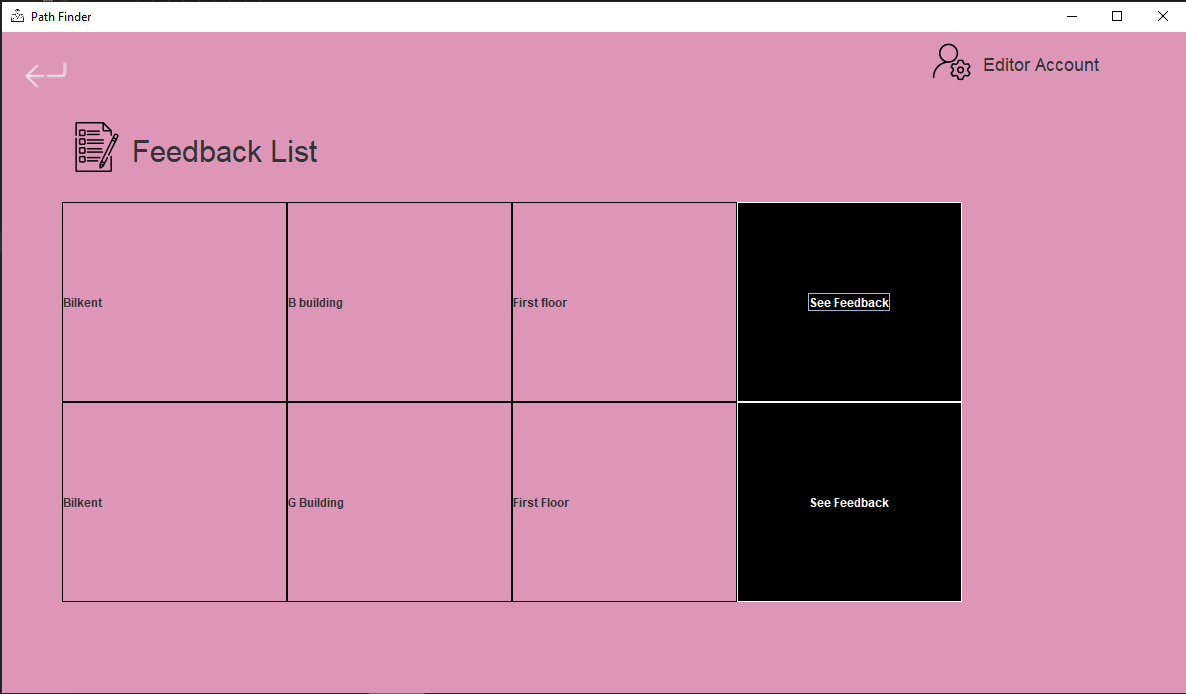 Path Finder
Editor Account
Feedback List
Bilkent
B building
First floor
See Feedback
Bilkent
G Building
First Floor
See Feedback